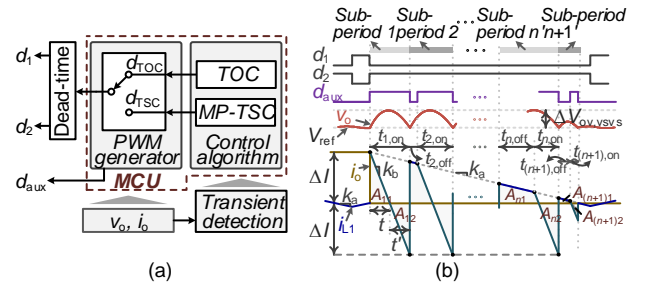 d1
d2
daux
Dead-time
dTOC
dTSC
PWM
generator
TOC
MP-TSC
Control
algorithm
MCU
vo, io
Transient
detection
(a)
Sub-
period 1
Sub-
period 2
...
Sub-
period n'
Sub-period
n+1'
d1
d2
daux
...
vo
Vref
t1,on
t2,on
tn,off
tn,on
t2,off
t(n+1),off
t(n+1),on
io
kb
ka
ka
ΔI
ΔI
iL1
A11
A12
t
t'
...
An1
An2
A(n+1)1
A(n+1)2
(b)